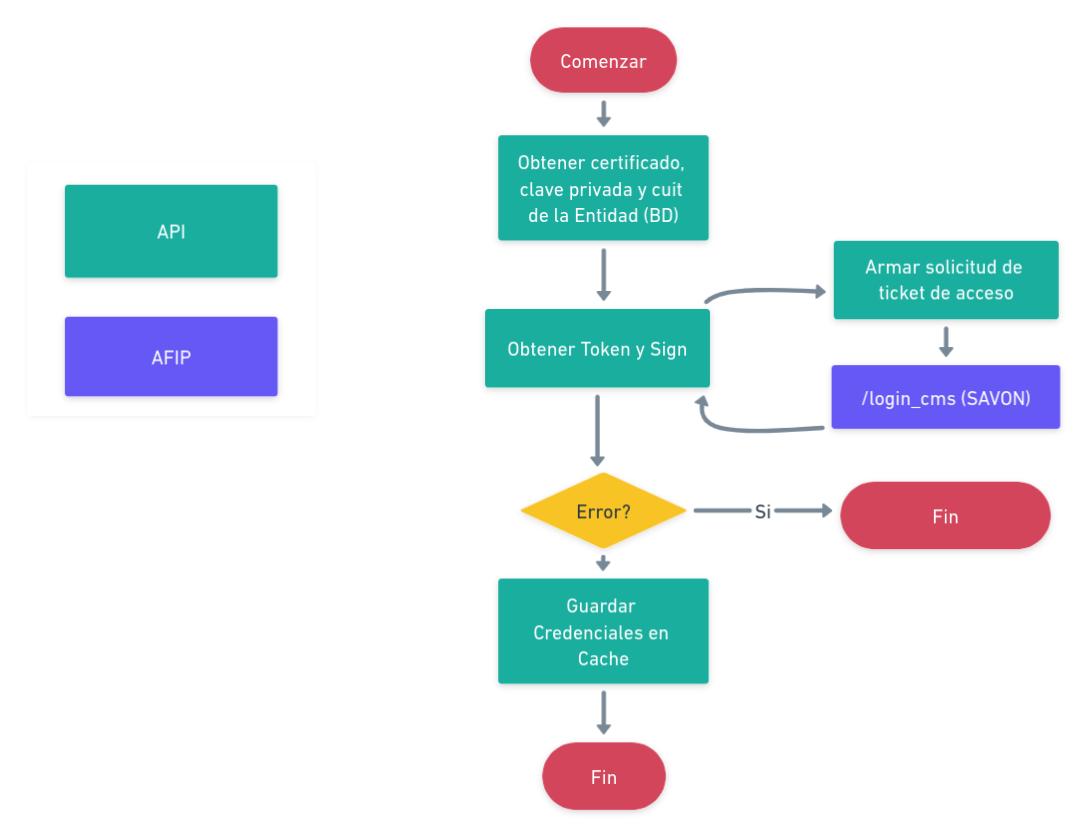 Comenzar
Obtener certificado,
clave privada y cuit
de la Entidad (BD)
API
AFIP
Armar solicitud de
ticket de acceso
Obtener Token y Sign
/login_cms (SAVON)
Error?
Si
Fin
Guardar
Credenciales en
Cache
Fin